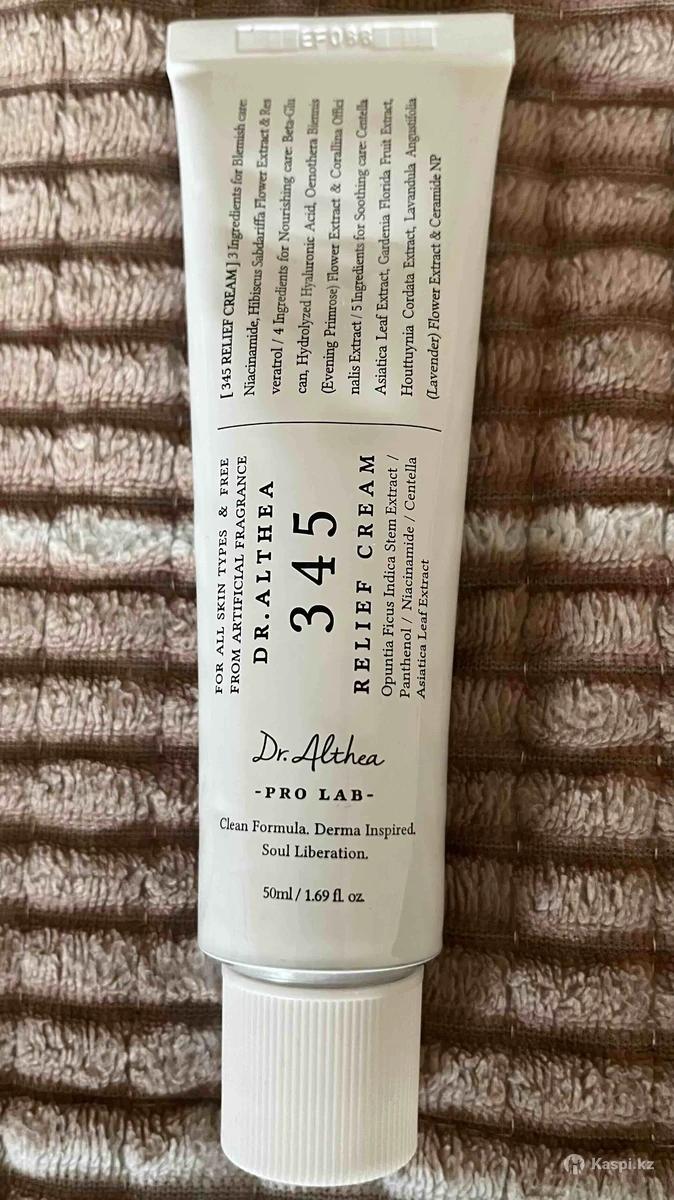 [ 345 RELIEF CREAM ] 3 Ingredients for Blemish care:
Niacinamide, Hibiscus Sabdariffa Flower Extract & Res
veratrol / 4 Ingredients for Nourishing care: Beta-Glu
can, Hydrolyzed Hyaluronic Acid, Oenothera Biennis
(Evening Primrose) Flower Extract & Corallina Offici
nalis Extract / 5 Ingredients for Soothing care: Centella
Asiatica Leaf Extract, Gardenia Florida Fruit Extract,
Houttuynia Cordata Extract, Lavandula Angustifolia
(Lavender) Flower Extract & Ceramide NP
FOR ALL SKIN TYPES & FREE
FROM ARTIFICIAL FRAGRANCE
DR.ALTHEA
345
RELIEF CREAM
Opuntia Ficus Indica Stem Extract /
Panthenol / Niacinamide / Centella
Asiatica Leaf Extract
Dr. Althea
-PRO LAB-
Clean Formula. Derma Inspired.
Soul Liberation.
50ml / 1.69 fl. oz.
Kaspi.kz